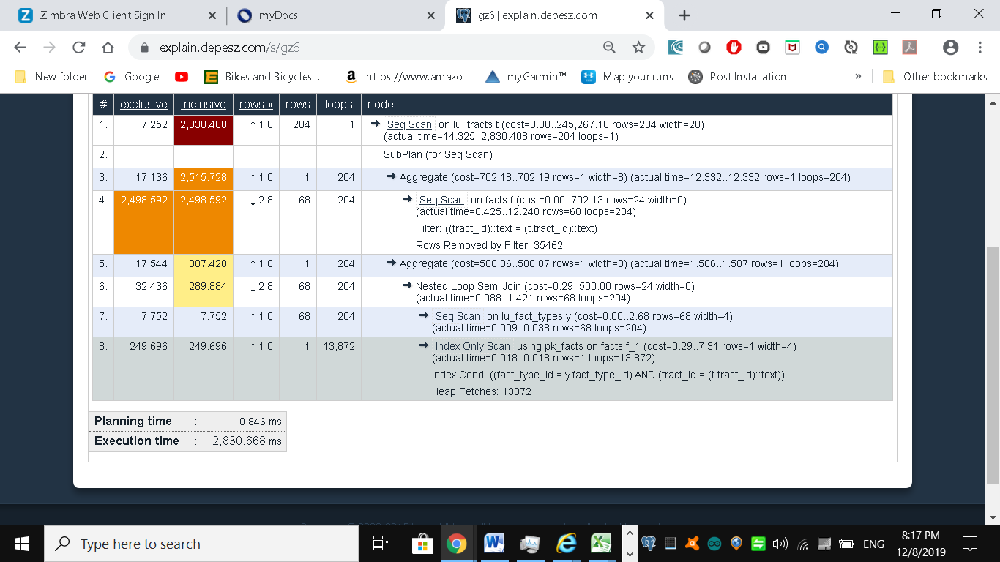 Zimbra Web Client Sign In
myDocs
gz6 | explain.depesz.com
explain.depesz.com/s/gz6
New folder
Google
Bikes and Bicycles...
https://www.amazo...
myGarmin™
Map your runs
Post Installation
»
Other bookmarks
# exclusive inclusive rows x rows loops node
1. 7.252 2,830.408 ↑ 1.0 204 1 → Seq Scan on lu_tracts t (cost=0.00..245,267.10 rows=204 width=28)
(actual time=14.325..2,830.408 rows=204 loops=1)
2. SubPlan (for Seq Scan)
3. 17.136 2,515.728 ↑ 1.0 1 204 → Aggregate (cost=702.18..702.19 rows=1 width=8) (actual time=12.332..12.332 rows=1 loops=204)
4. 2,498.592 2,498.592 ↓ 2.8 68 204 → Seq Scan on facts f (cost=0.00..702.13 rows=24 width=0)
(actual time=0.425..12.248 rows=68 loops=204)
Filter: ((tract_id)::text = (t.tract_id)::text)
Rows Removed by Filter: 35462
5. 17.544 307.428 ↑ 1.0 1 204 → Aggregate (cost=500.06..500.07 rows=1 width=8) (actual time=1.506..1.507 rows=1 loops=204)
6. 32.436 289.884 ↓ 2.8 68 204 → Nested Loop Semi Join (cost=0.29..500.00 rows=24 width=0)
(actual time=0.088..1.421 rows=68 loops=204)
7. 7.752 7.752 ↑ 1.0 68 204 → Seq Scan on lu_fact_types y (cost=0.00..2.68 rows=68 width=4)
(actual time=0.009..0.038 rows=68 loops=204)
8. 249.696 249.696 ↑ 1.0 1 13,872 → Index Only Scan using pk_facts on facts f_1 (cost=0.29..7.31 rows=1 width=4)
(actual time=0.018..0.018 rows=1 loops=13,872)
Index Cond: ((fact_type_id = y.fact_type_id) AND (tract_id = (t.tract_id)::text))
Heap Fetches: 13872
Planning time : 0.846 ms
Execution time : 2,830.668 ms
Type here to search
ENG
8:17 PM
12/8/2019